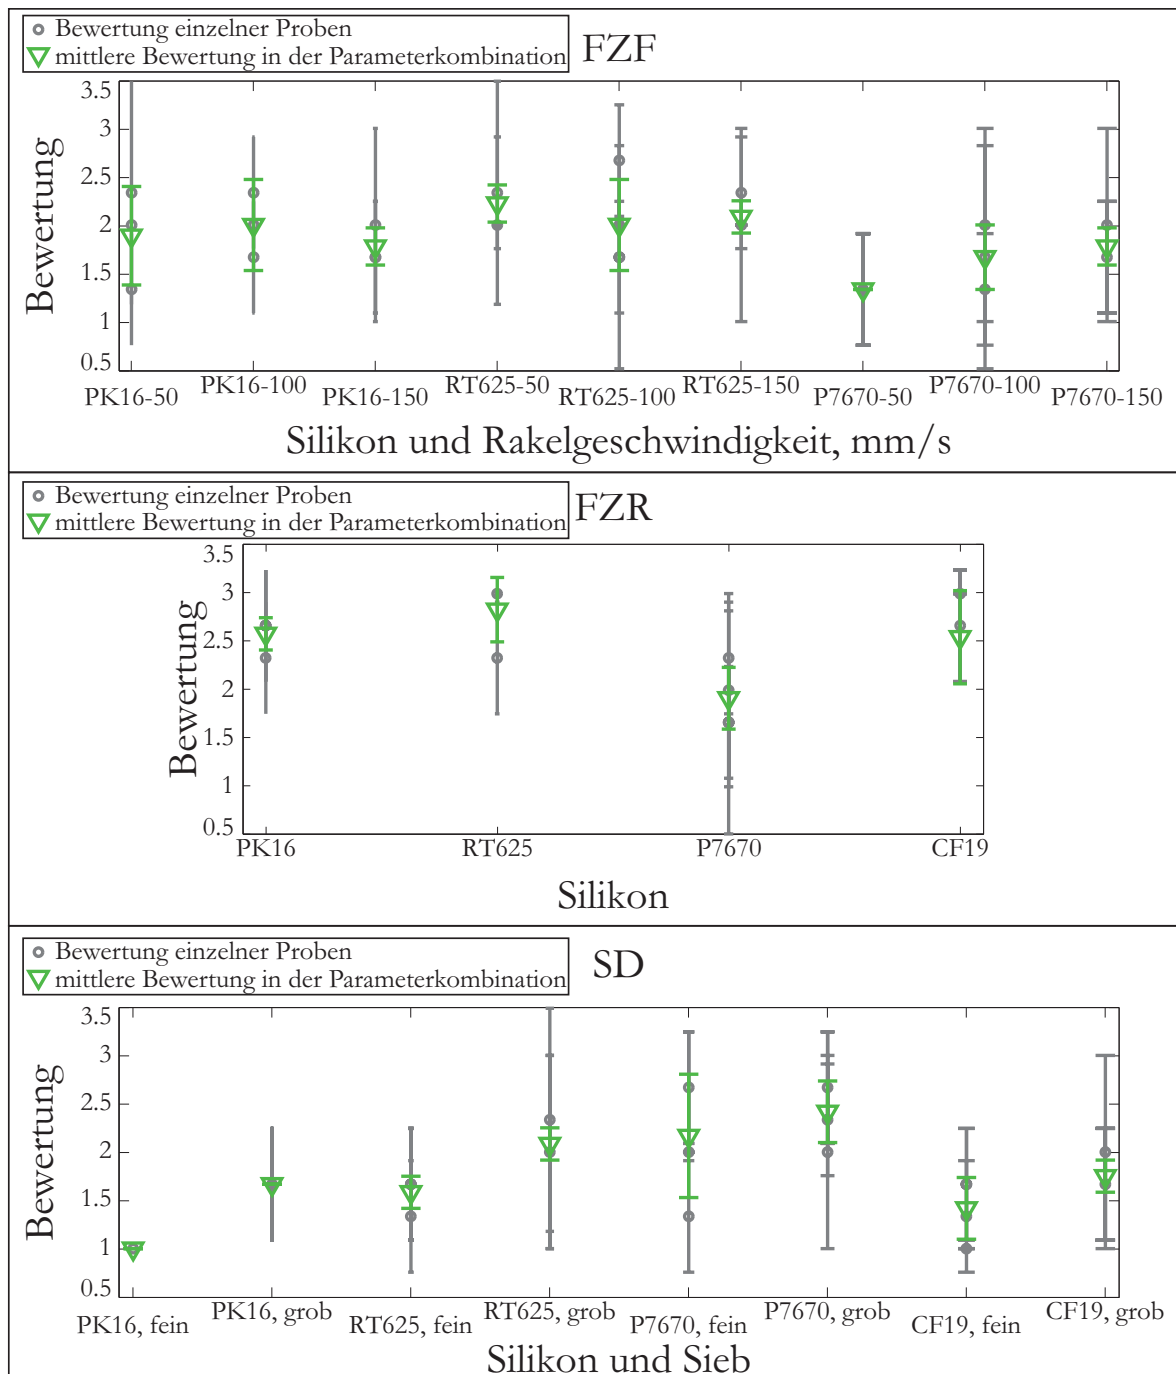 Bewertung einzelner Proben
mittlere Bewertung in der Parameterkombination
FZF
Bewertung
3.5
3
2.5
2
1.5
1
0.5
PK16-50
PK16-100
PK16-150
RT625-50
RT625-100
RT625-150
P7670-50
P7670-100
P7670-150
Silikon und Rakelgeschwindigkeit, mm/s
Bewertung einzelner Proben
mittlere Bewertung in der Parameterkombination
FZR
Bewertung
3.5
3
2.5
2
1.5
1
0.5
PK16
RT625
P7670
CF19
Silikon
Bewertung einzelner Proben
mittlere Bewertung in der Parameterkombination
SD
Bewertung
3.5
3
2.5
2
1.5
1
0.5
PK16, fein
PK16, grob
RT625, fein
RT625, grob
P7670, fein
P7670, grob
CF19, fein
CF19, grob
Silikon und Sieb